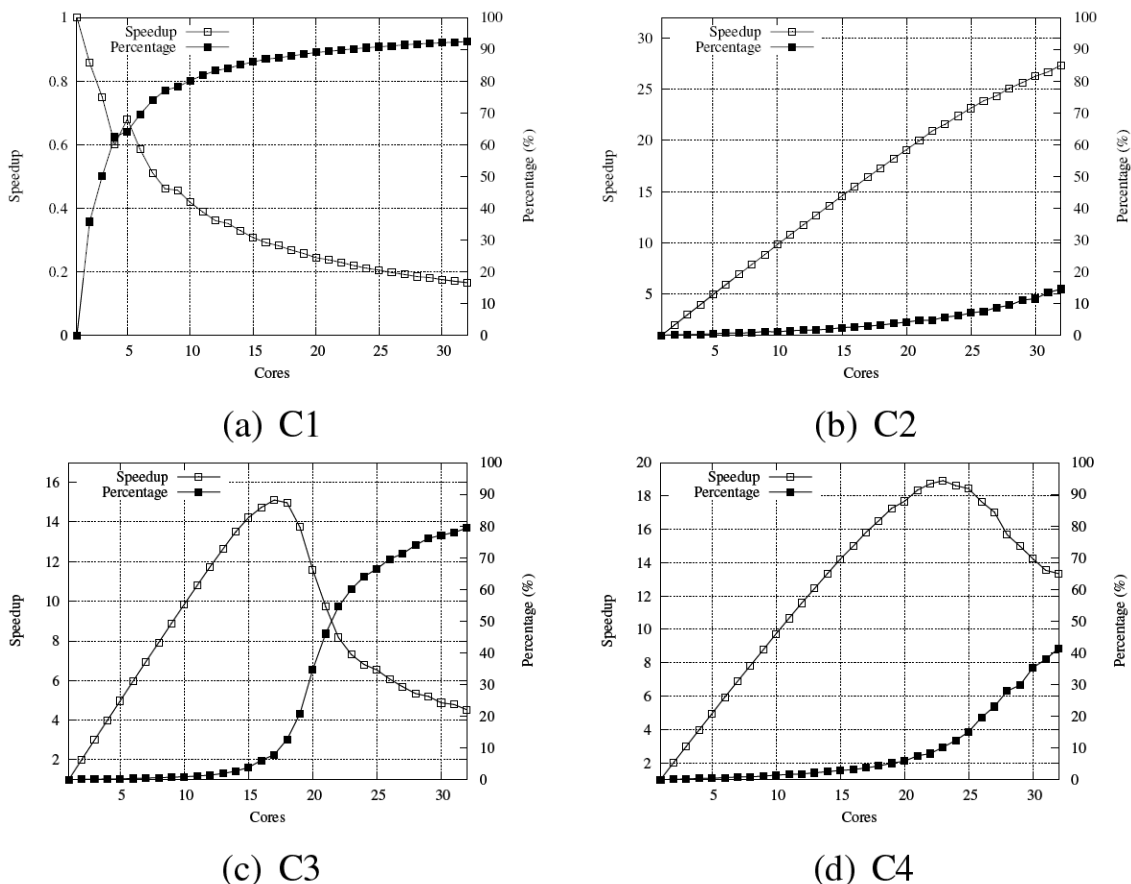 Speedup
Percentage
1
0.8
0.6
0.4
0.2
0
100
90
80
70
60
50
40
30
20
10
0
5 10 15 20 25 30
Speedup
Percentage (%)
Cores
(a) C1
Speedup
Percentage
30
25
20
15
10
5
100
90
80
70
60
50
40
30
20
10
0
5 10 15 20 25 30
Speedup
Percentage (%)
Cores
(b) C2
Speedup
Percentage
16
14
12
10
8
6
4
2
100
90
80
70
60
50
40
30
20
10
0
5 10 15 20 25 30
Speedup
Percentage (%)
Cores
(c) C3
Speedup
Percentage
20
18
16
14
12
10
8
6
4
2
100
90
80
70
60
50
40
30
20
10
0
5 10 15 20 25 30
Speedup
Percentage (%)
Cores
(d) C4